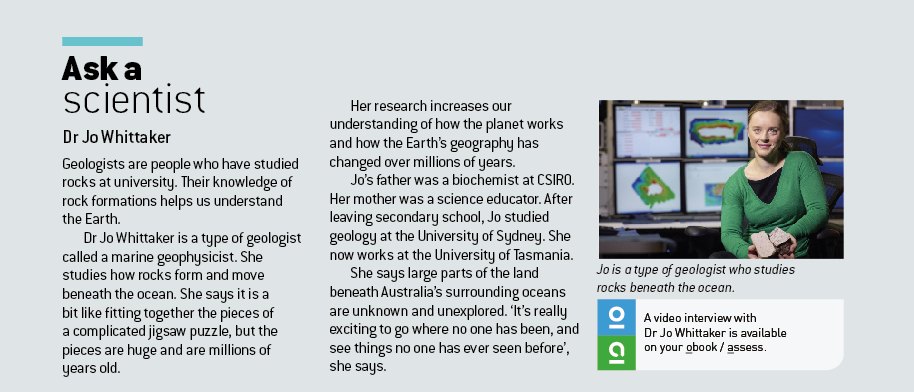 Ask a
scientist
Dr Jo Whittaker
Geologists are people who have studied
rocks at university. Their knowledge of
rock formations helps us understand
the Earth.
Dr Jo Whittaker is a type of geologist
called a marine geophysicist. She
studies how rocks form and move
beneath the ocean. She says it is a
bit like fitting together the pieces of
a complicated jigsaw puzzle, but the
pieces are huge and are millions of
years old.
Her research increases our
understanding of how the planet works
and how the Earth's geography has
changed over millions of years.
Jo's father was a biochemist at CSIRO.
Her mother was a science educator. After
leaving secondary school, Jo studied
geology at the University of Sydney. She
now works at the University of Tasmania.
She says large parts of the land
beneath Australia's surrounding oceans
are unknown and unexplored. ‘It's really
exciting to go where no one has been, and
see things no one has ever seen before’,
she says.
Jo is a type of geologist who studies
rocks beneath the ocean.
A video interview with
Dr Jo Whittaker is available
on your obook / assess.